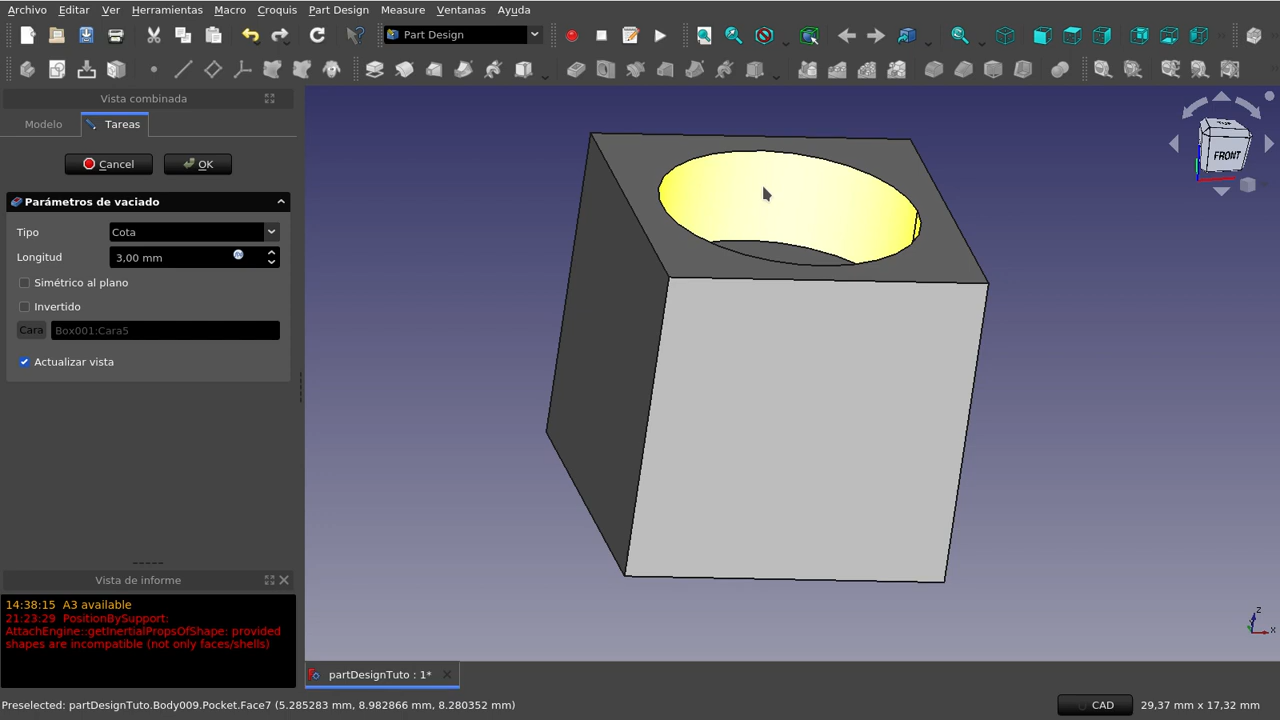 Archivo Editar Ver Herramientas Macro Croquis Part Design Measure Ventanas Ayuda
Part Design
Vista combinada
Modelo Tareas
Cancel OK
Parámetros de vaciado
Tipo Cota
Longitud 3.00 mm
Simétrico al plano
Invertido
Cara Box001:Cara5
Actualizar vista
Vista de informe
14:38:15 A3 available
21:23:29 PositionBySupport:
AttachEngine::getInertialPropsOfShape: provided
shapes are incompatible (not only faces/shells)
FRONT
z
x
partDesignTuto : 1*
Preselected: partDesignTuto.Body009.Pocket.Face7 (5.285283 mm, 8.982866 mm, 8.280352 mm)
CAD 29,37 mm x 17,32 mm